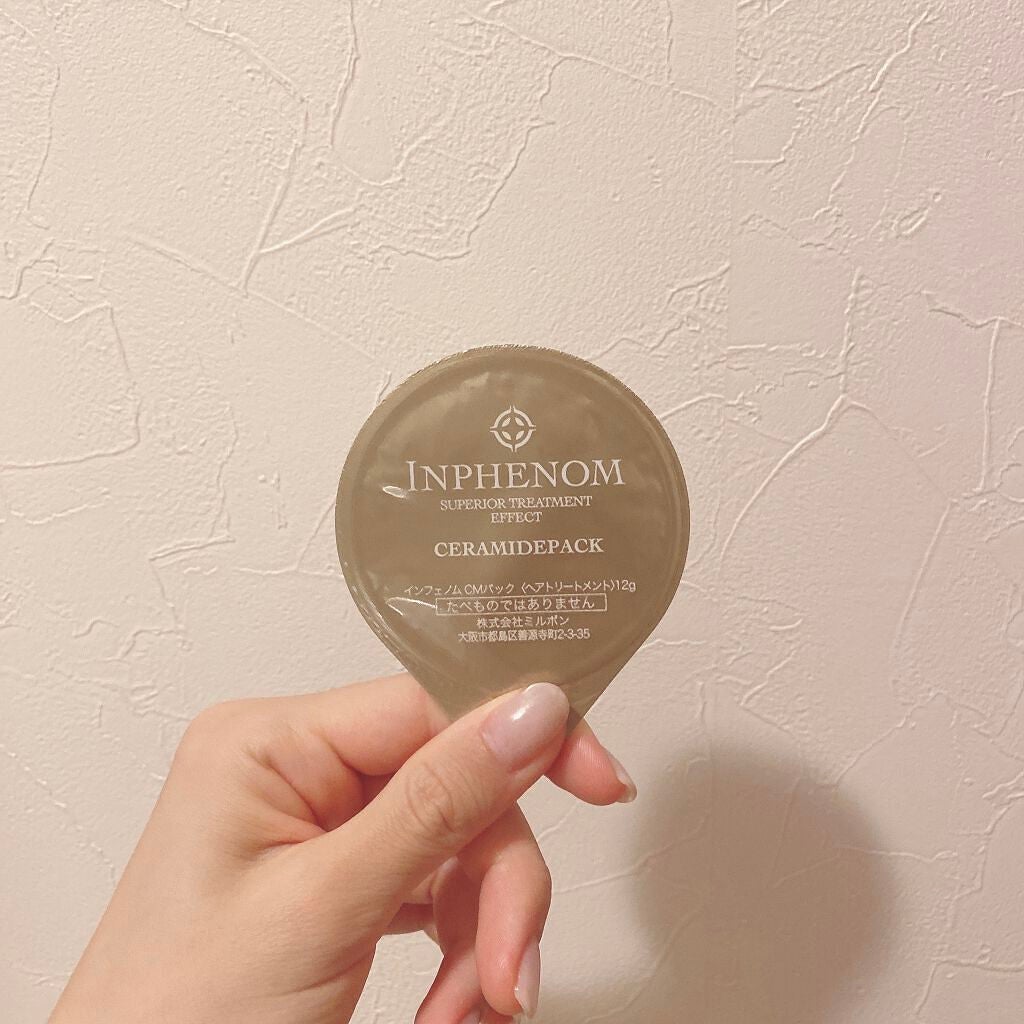 INPHENOM
SUPERIOR TREATMENT
EFFECT
CERAMIDEPACK
インフェノム CMパック〈ヘアトリートメント〉12g
たべものではありません
株式会社ミルボン
大阪市都島区善源寺町2-3-35